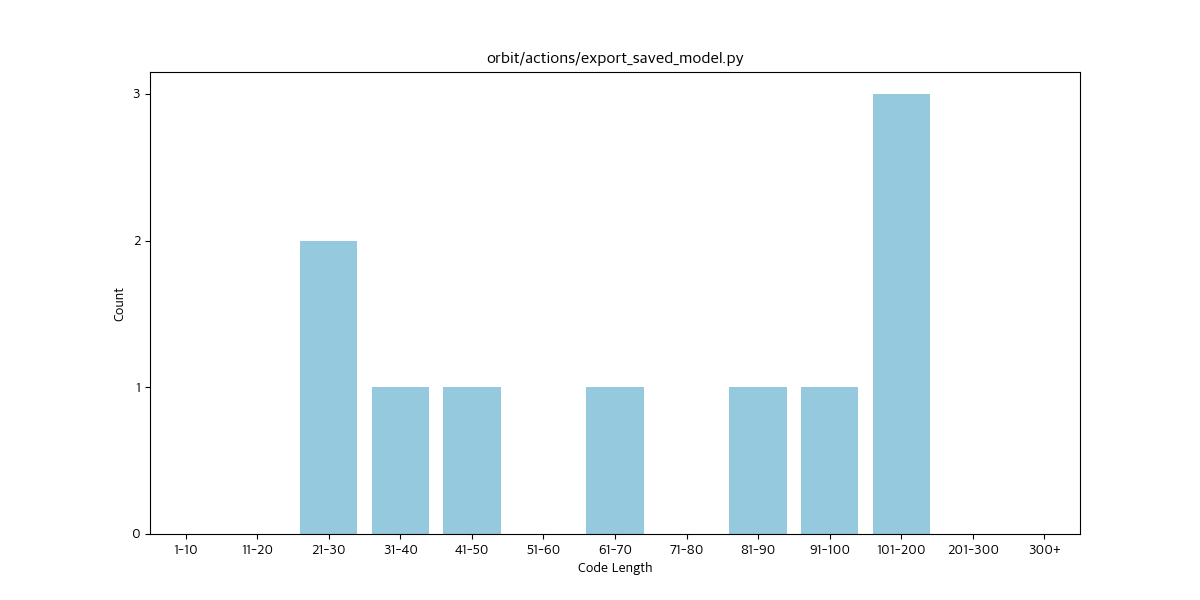 orbit/actions/export_saved_model.py
3
2
1
0
Count
1-10 11-20 21-30 31-40 41-50 51-60 61-70 71-80 81-90 91-100 101-200 201-300 300+
Code Length